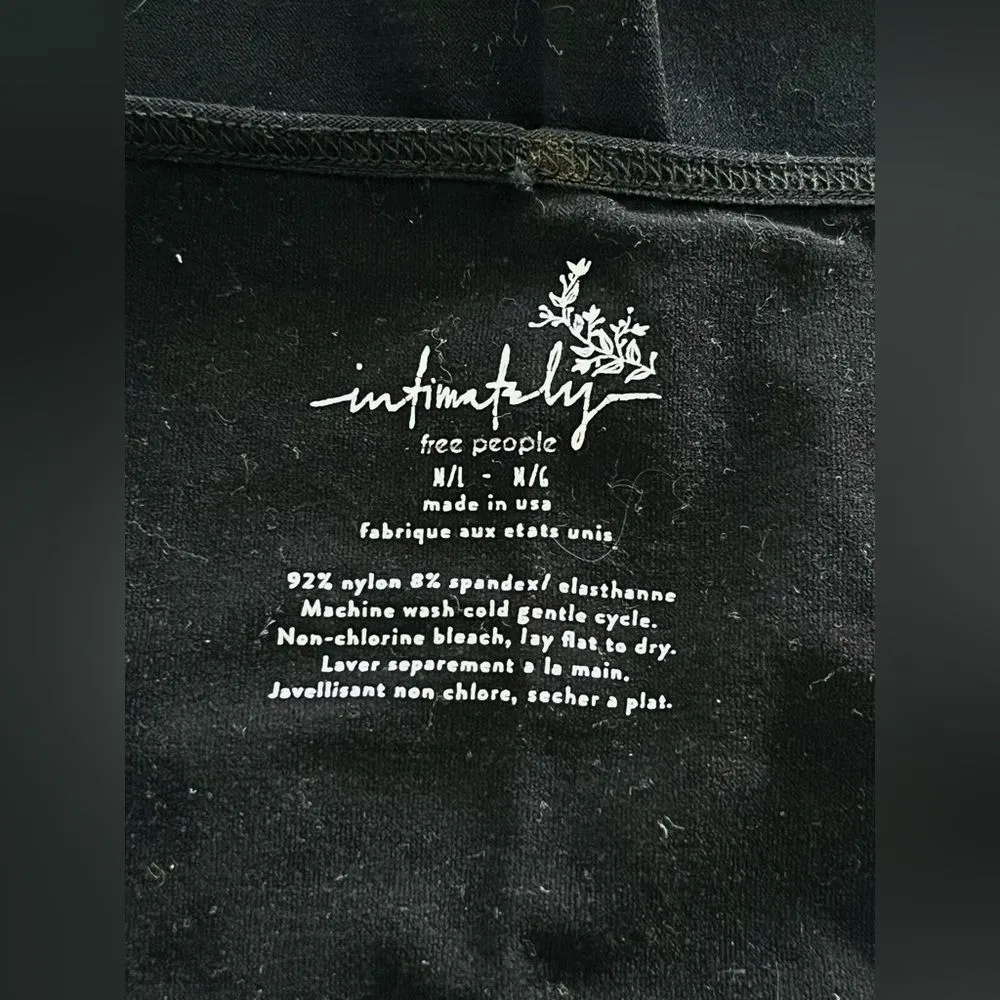 intimately
free people
M/L - M/G
made in usa
fabrique aux etats unis
92% nylon 8% spandex/ elasthanne
Machine wash cold gentle cycle.
Non-chlorine bleach, lay flat to dry.
Laver separement a la main.
Javellisant non chlore, secher a plat.